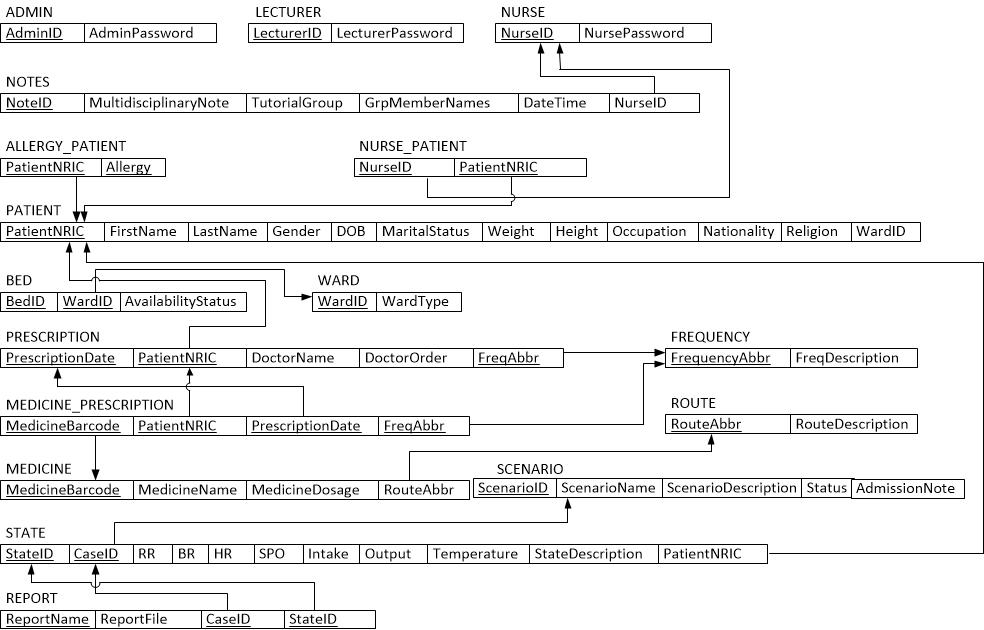 ADMIN LECTURER NURSE
AdminID AdminPassword LecturerID LecturerPassword NurseID NursePassword
NOTES
NoteID MultidisciplinaryNote TutorialGroup GrpMemberNames DateTime NurseID
ALLERGY_PATIENT NURSE_PATIENT
PatientNRIC Allergy NurseID PatientNRIC
PATIENT
PatientNRIC FirstName LastName Gender DOB MaritalStatus Weight Height Occupation Nationality Religion WardID
BED WARD
BedID WardID AvailabilityStatus WardID WardType
PRESCRIPTION FREQUENCY
PrescriptionDate PatientNRIC DoctorName DoctorOrder FreqAbbr FrequencyAbbr FreqDescription
MEDICINE_PRESCRIPTION ROUTE
MedicineBarcode PatientNRIC PrescriptionDate FreqAbbr RouteAbbr RouteDescription
MEDICINE SCENARIO
MedicineBarcode MedicineName MedicineDosage RouteAbbr ScenarioID ScenarioName ScenarioDescription Status AdmissionNote
STATE
StateID CaseID RR BR HR SPO Intake Output Temperature StateDescription PatientNRIC
REPORT
ReportName ReportFile CaseID StateID